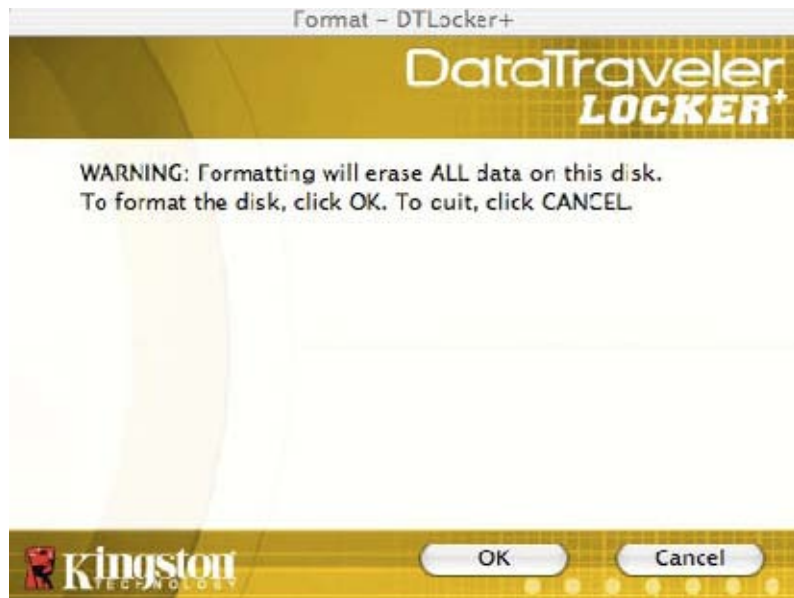 Format – DTLocker+
DataTraveler
LOCKER+
WARNING: Formatting will erase ALL data on this disk.
To format the disk, click OK. To quit, click CANCEL.
Kingston
TECHNOLOGY
OK
Cancel